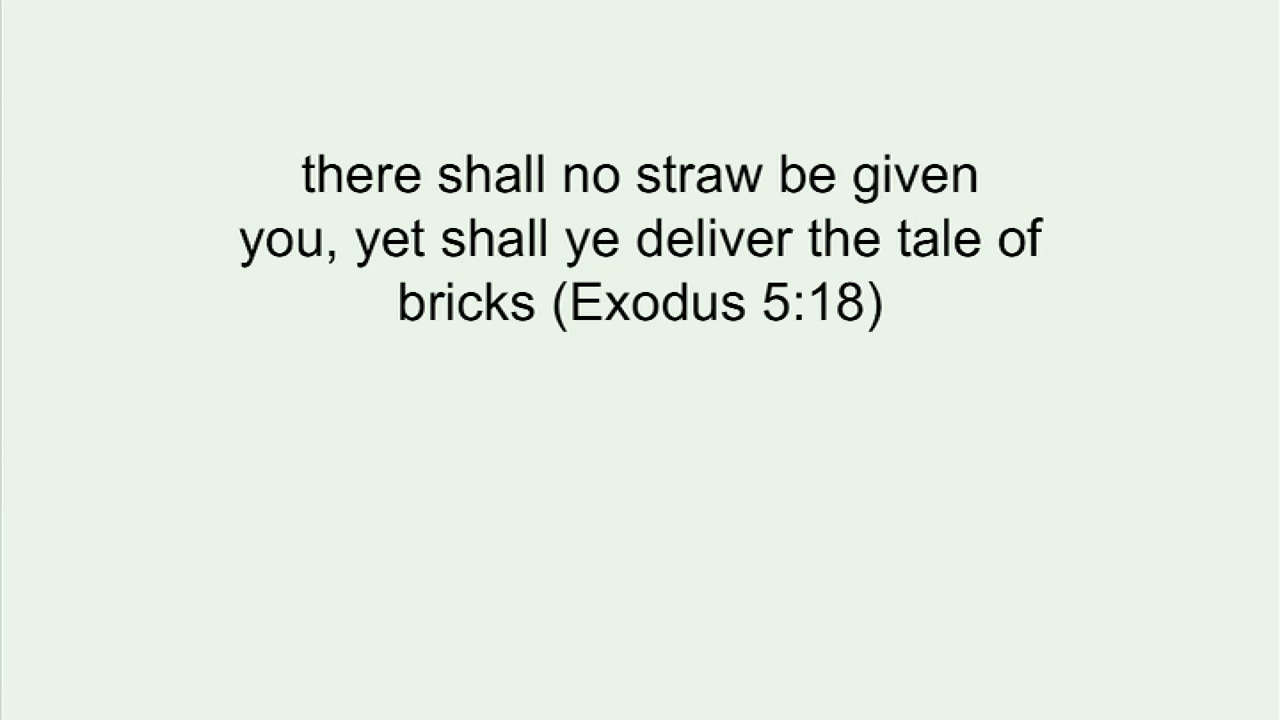 there shall no straw be given
you, yet shall ye deliver the tale of
bricks (Exodus 5:18)